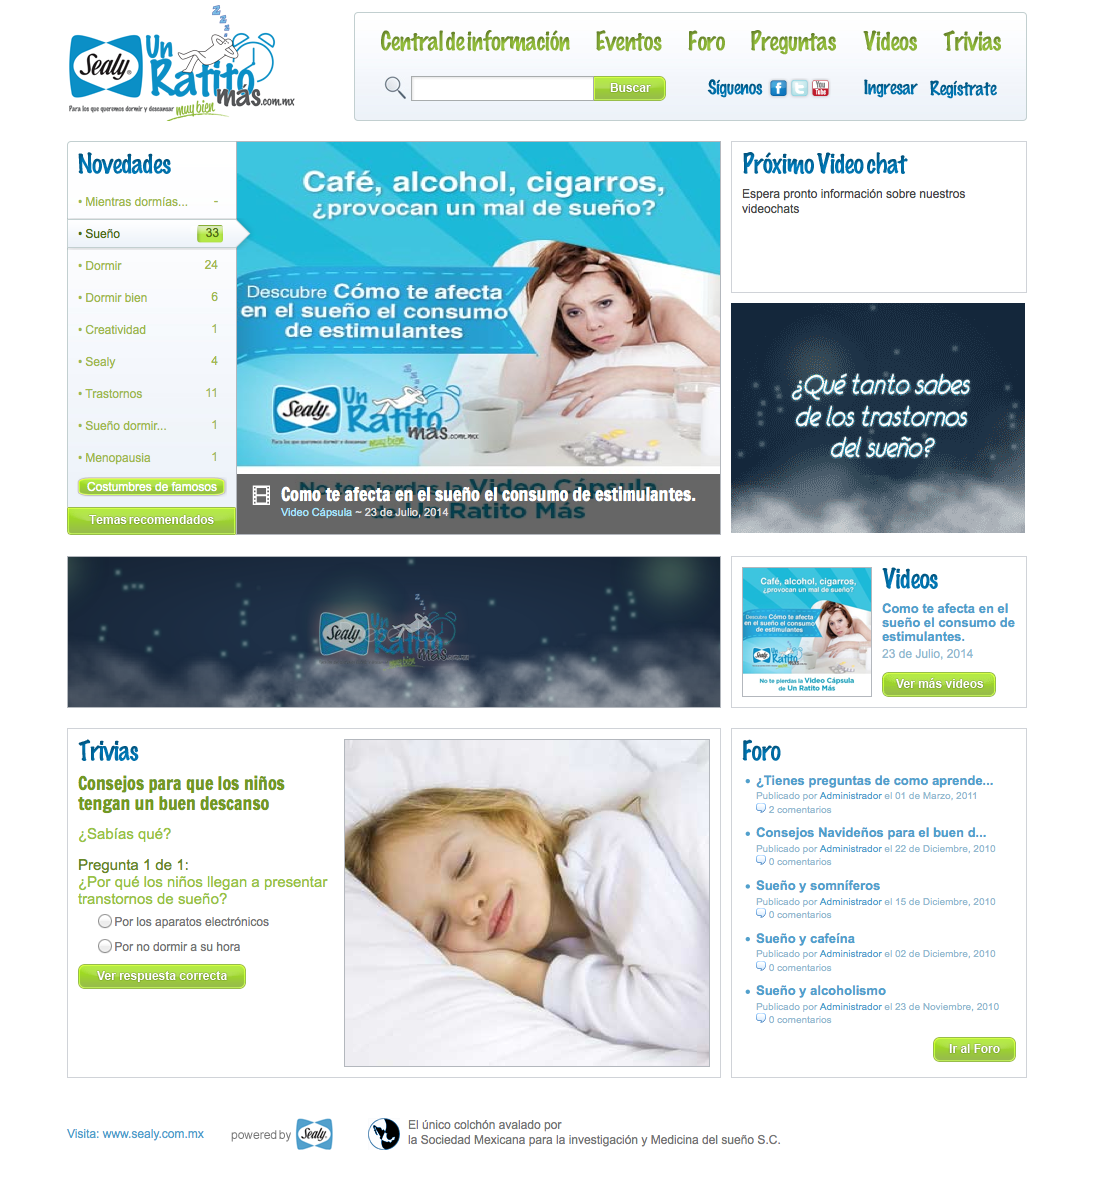 Sealy Un Ratito más.com.mx
Para los que queremos dormir y descansar muy bien
Central de información Eventos Foro Preguntas Videos Trivias
Buscar Síguenos You Tube Ingresar Regístrate
Novedades
• Mientras dormías... -
• Sueño 33
• Dormir 24
• Dormir bien 6
• Creatividad 1
• Sealy 4
• Trastornos 11
• Sueño dormir... 1
• Menopausia 1
Costumbres de famosos
Temas recomendados
Café, alcohol, cigarros,
¿provocan un mal de sueño?
Descubre Cómo te afecta
en el sueño el consumo
de estimulantes
Sealy Un Ratito más.com.mx
Para los que queremos dormir y descansar muy bien
No te pierdas la Video Cápsula
de Un Ratito Más
Como te afecta en el sueño el consumo de estimulantes.
Video Cápsula ~ 23 de Julio, 2014
Próximo Video chat
Espera pronto información sobre nuestros
videochats
¿Qué tanto sabes
de los trastornos
del sueño?
Sealy Un Ratito más.com.mx
muy bien
Café, alcohol, cigarros,
¿provocan un mal de sueño?
Descubre Cómo te afecta
en el sueño el consumo
de estimulantes
Sealy Un Ratito más
No te pierdas la Video Cápsula
de Un Ratito Más
Videos
Como te afecta en el
sueño el consumo de
estimulantes.
23 de Julio, 2014
Ver más videos
Trivias
Consejos para que los niños
tengan un buen descanso
¿Sabías qué?
Pregunta 1 de 1:
¿Por qué los niños llegan a presentar
transtornos de sueño?
Por los aparatos electrónicos
Por no dormir a su hora
Ver respuesta correcta
Foro
• ¿Tienes preguntas de como aprende...
Publicado por Administrador el 01 de Marzo, 2011
2 comentarios
• Consejos Navideños para el buen d...
Publicado por Administrador el 22 de Diciembre, 2010
0 comentarios
• Sueño y somníferos
Publicado por Administrador el 15 de Diciembre, 2010
0 comentarios
• Sueño y cafeína
Publicado por Administrador el 02 de Diciembre, 2010
0 comentarios
• Sueño y alcoholismo
Publicado por Administrador el 23 de Noviembre, 2010
0 comentarios
Ir al Foro
Visita: www.sealy.com.mx powered by Sealy
El único colchón avalado por
la Sociedad Mexicana para la investigación y Medicina del sueño S.C.